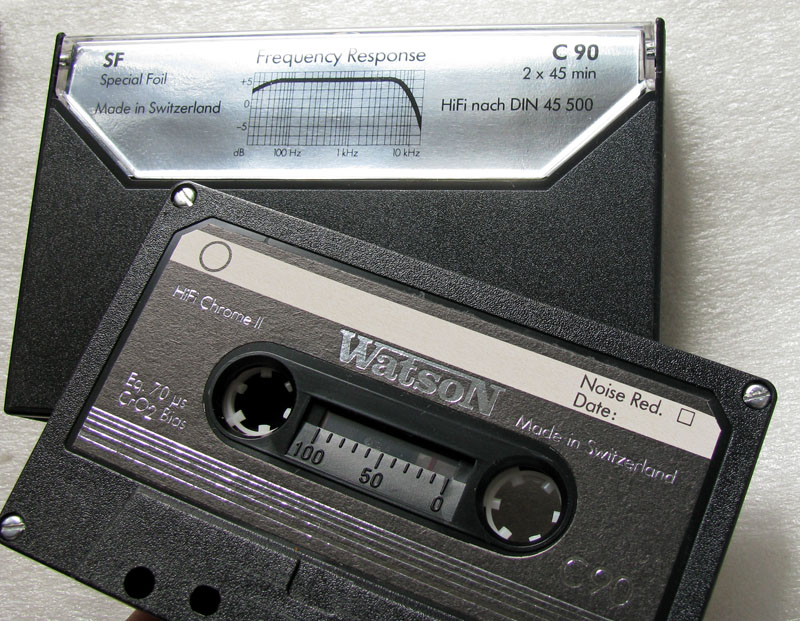 SF
Special Foil
Made in Switzerland
Frequency Response
+5
0
−5
dB
100 Hz
1 kHz
10 kHz
C 90
2 x 45 min
HiFi nach DIN 45 500
HiFi Chrome II
WatsoN
Noise Red.
Date:
Made in Switzerland
Eq. 70 µs
CrO2 Bias
100
50
0
C 90